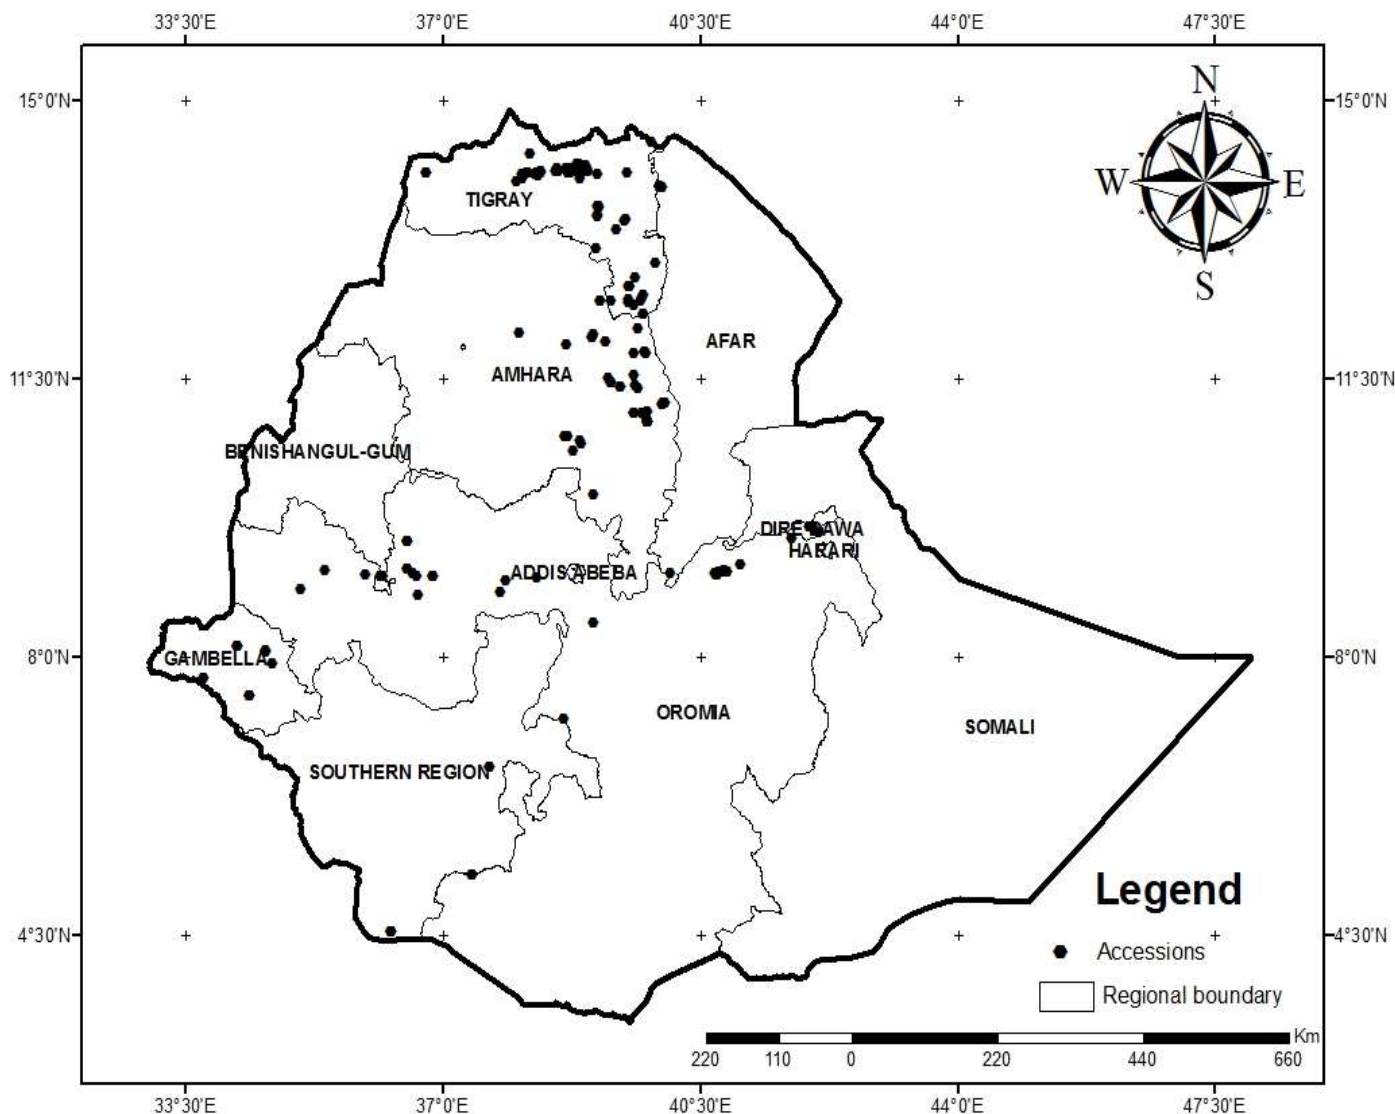 33°30'E 37°0'E 40°30'E 44°0'E 47°30'E
N
15°0'N 15°0'N
W E
TIGRAY
S
AFAR
11°30'N AMHARA 11°30'N
BENISHANGUL-GUM
DIRE DAWA
HARARI
ADDIS ABEBA
8°0'N GAMBELLA 8°0'N
OROMIA
SOMALI
SOUTHERN REGION
Legend
4°30'N 4°30'N
Accessions
Regional boundary
Km
220 110 0 220 440 660
33°30'E 37°0'E 40°30'E 44°0'E 47°30'E